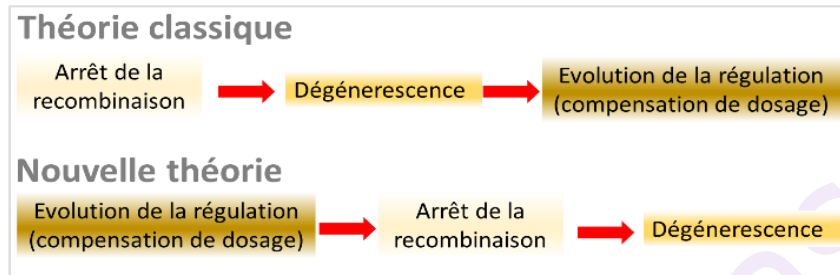 Théorie classique
Arrêt de la
recombinaison
Dégénerescence
Evolution de la régulation
(compensation de dosage)
Nouvelle théorie
Evolution de la régulation
(compensation de dosage)
Arrêt de la
recombinaison
Dégénerescence